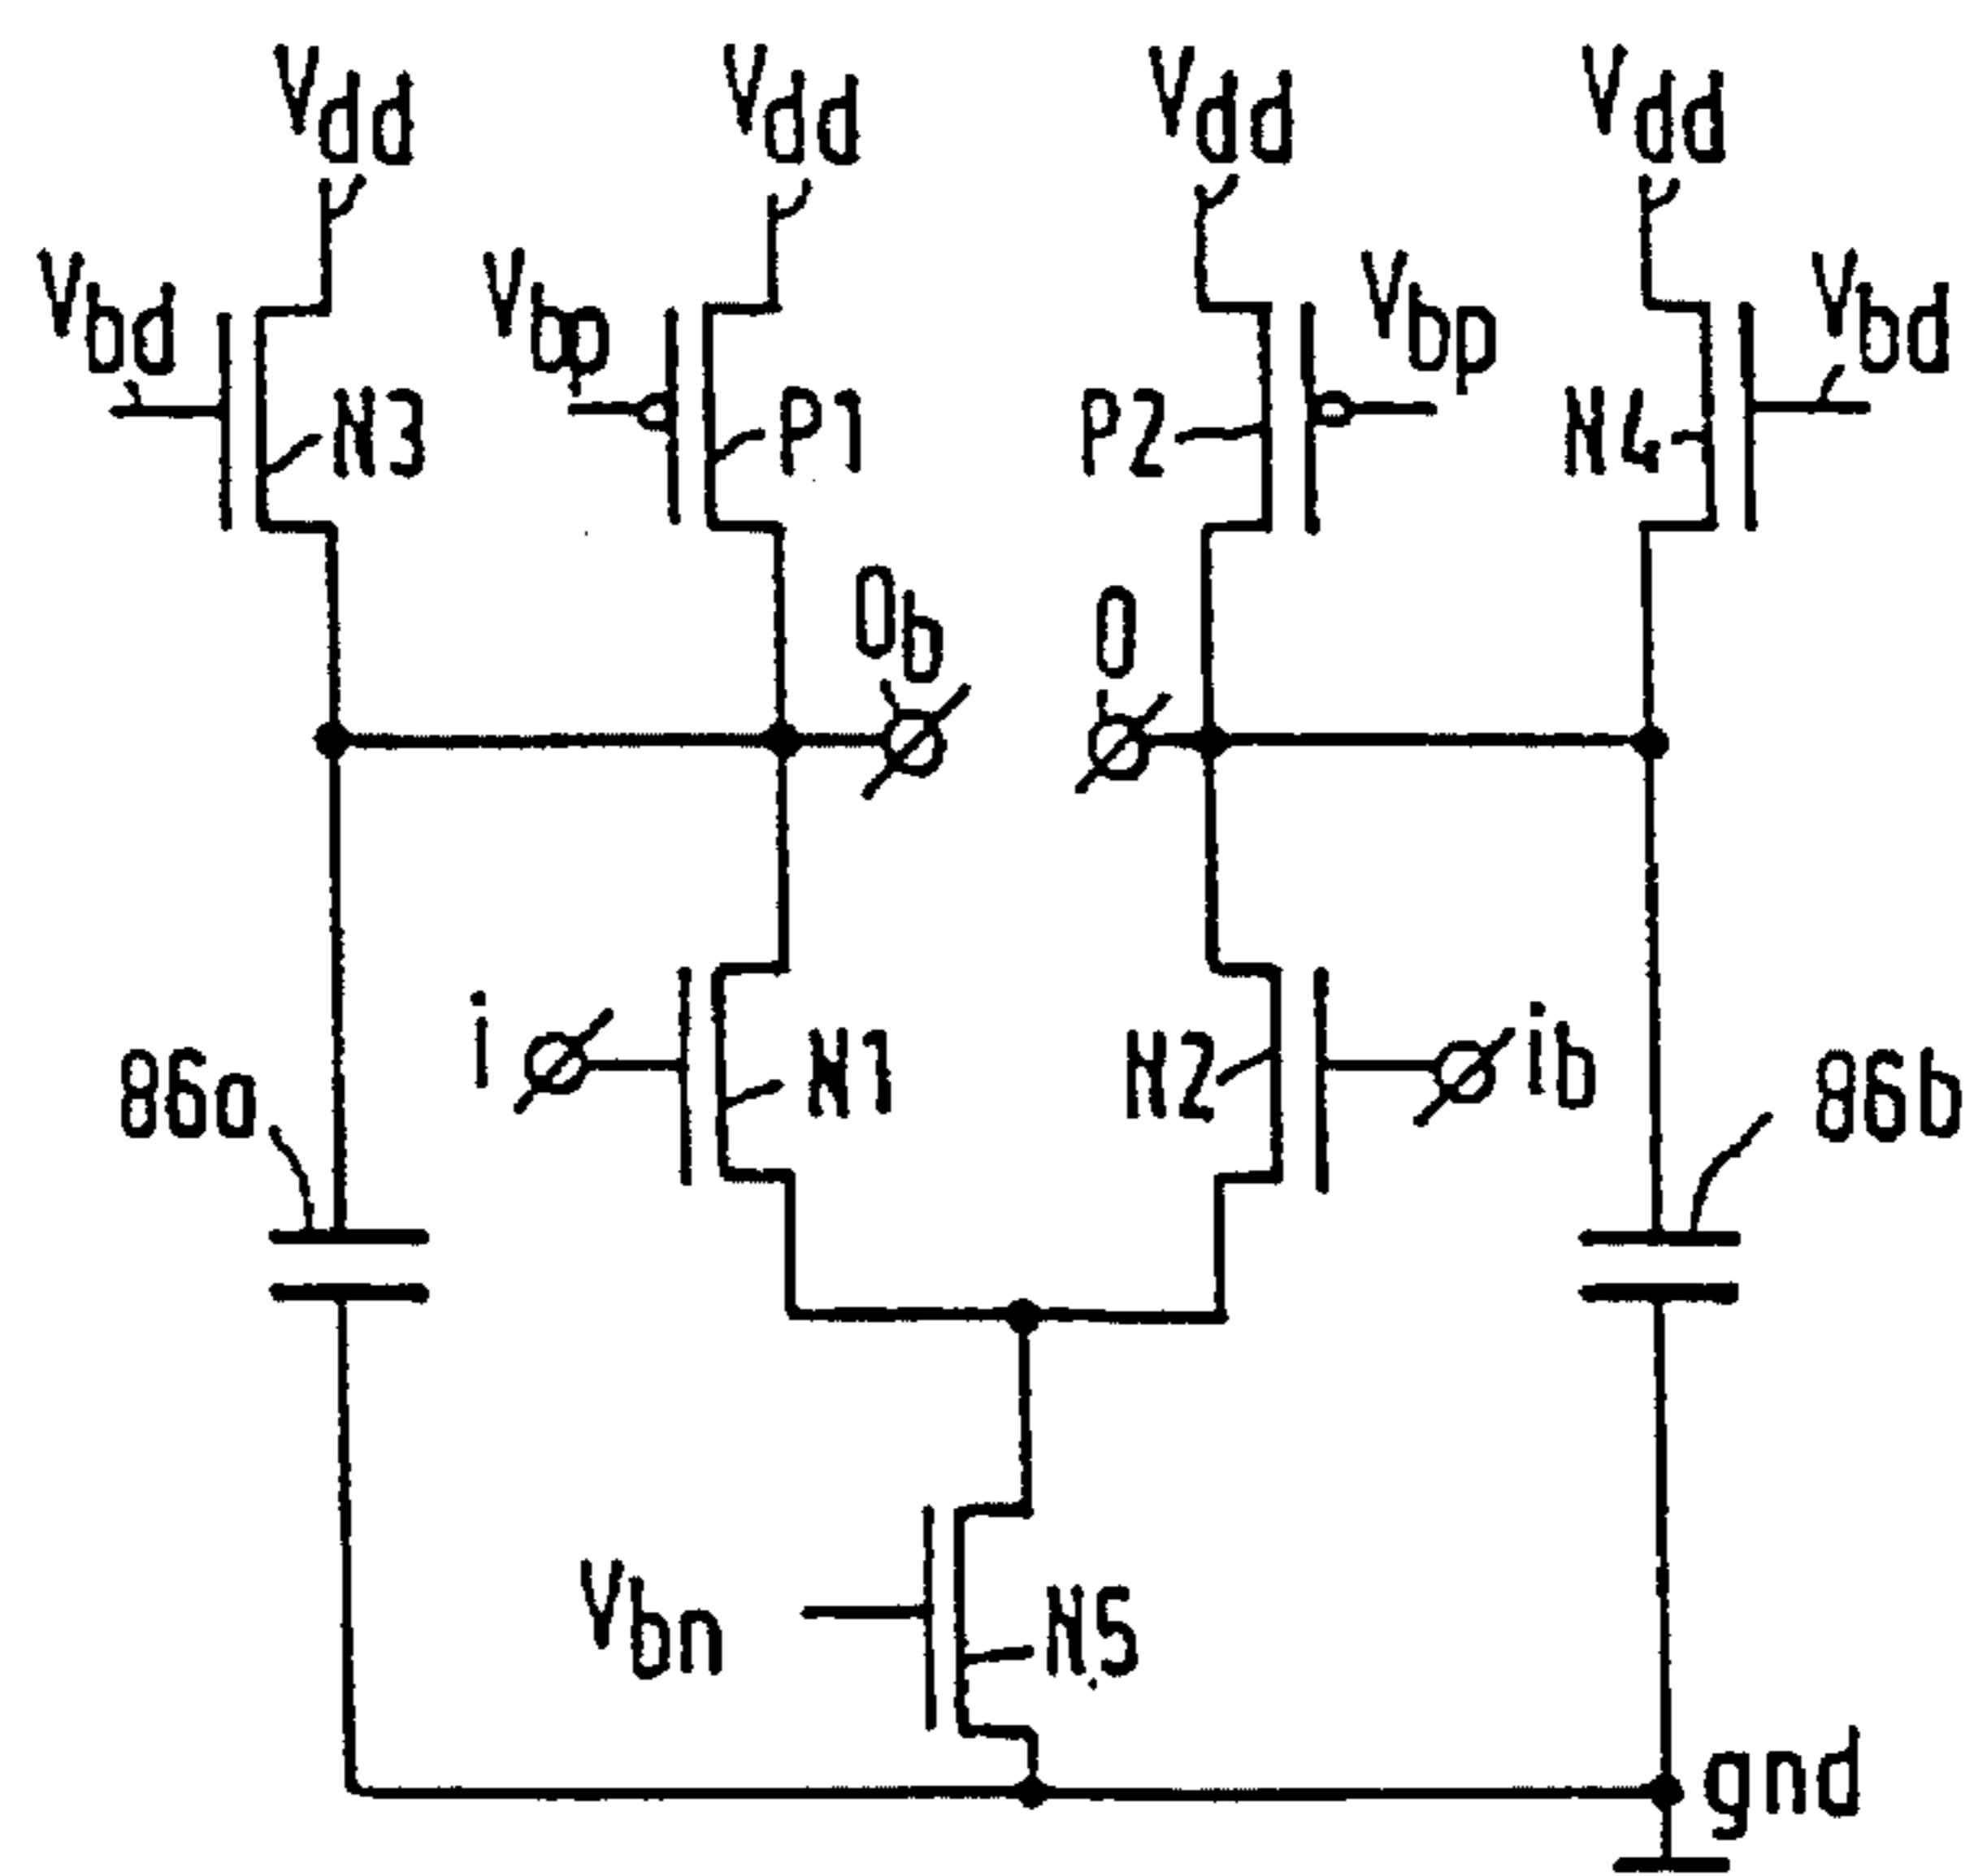 Vdd Vdd Vdd Vdd
Vbd Vbp Vbp Vbd
N3 P1 P2 N4
Ob O
i N1 N2 ib
86a 86b
Vbn N5
gnd